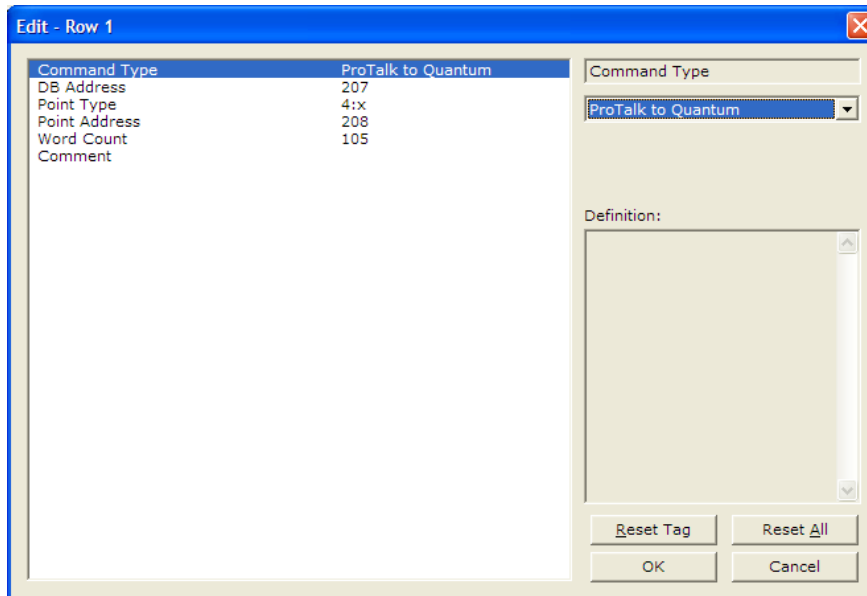 Edit - Row 1
Command Type ProTalk to Quantum
DB Address 207
Point Type 4:x
Point Address 208
Word Count 105
Comment
Command Type
ProTalk to Quantum
Definition:
Reset Tag Reset All
OK Cancel